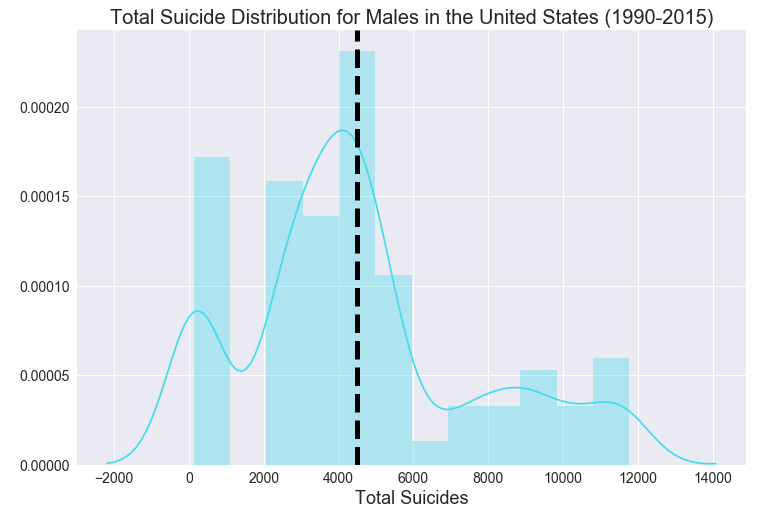 Total Suicide Distribution for Males in the United States (1990-2015)
0.00020
0.00015
0.00010
0.00005
0.00000
−2000 0 2000 4000 6000 8000 10000 12000 14000
Total Suicides